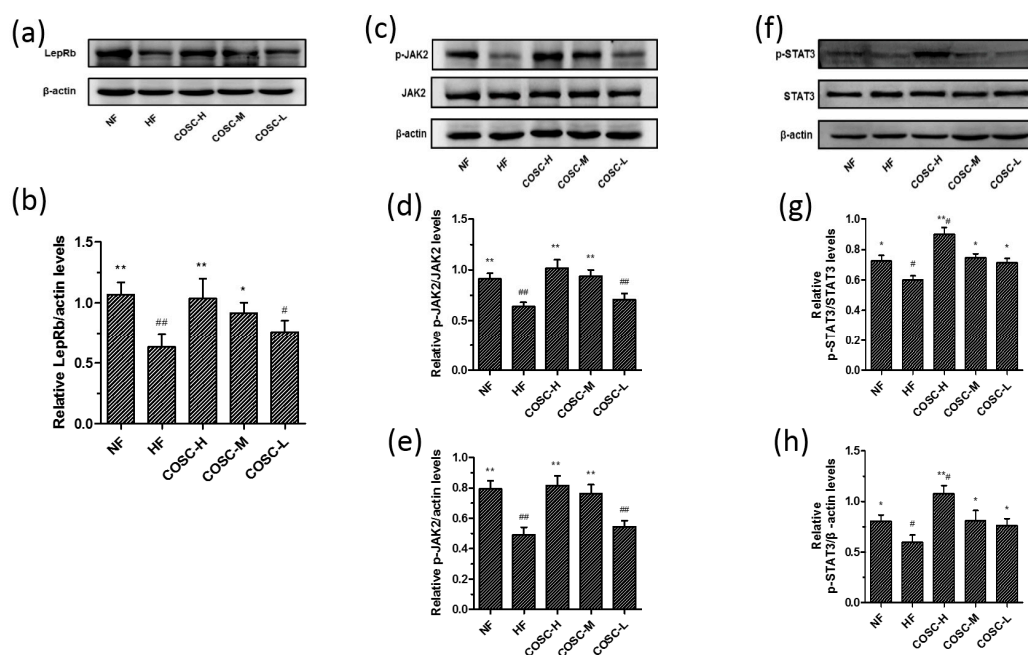 (a)
LepRb
β-actin
NF HF COSC-H COSC-M COSC-L
(b)
Relative LepRb/actin levels
1.5
1.0
0.5
0.0
** ## ** * #
NF HF COSC-H COSC-M COSC-L
(c)
p-JAK2
JAK2
β-actin
NF HF COSC-H COSC-M COSC-L
(d)
Relative p-JAK2/JAK2 levels
1.5
1.0
0.5
0.0
** ## ** ** ##
NF HF COSC-H COSC-M COSC-L
(e)
Relative p-JAK2/actin levels
1.0
0.8
0.6
0.4
0.2
0.0
** ## ** ** ##
NF HF COSC-H COSC-M COSC-L
(f)
p-STAT3
STAT3
β-actin
NF HF COSC-H COSC-M COSC-L
(g)
Relative
p-STAT3/STAT3 levels
1.0
0.8
0.6
0.4
0.2
0.0
* # **# * *
NF HF COSC-H COSC-M COSC-L
(h)
Relative
p-STAT3/β -actin levels
1.5
1.0
0.5
0.0
* # **# * *
NF HF COSC-H COSC-M COSC-L